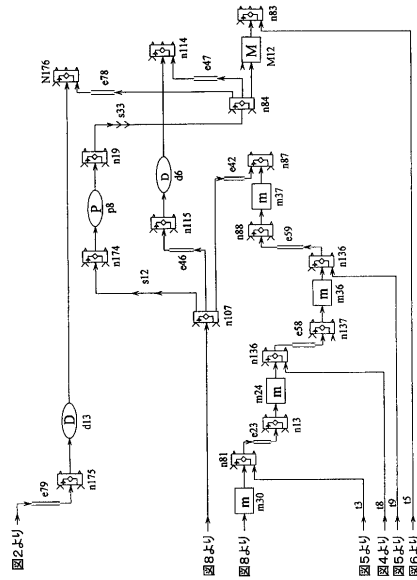 n83
M
M12
n114
e47
N176
e78
n84
s33
n19
P
p8
n174
D
d6
n115
e46
s12
n107
e42
n87
m
m37
n88
e59
n136
m
m36
n137
e58
n136
m
m24
n13
e23
n81
m
m30
D
d13
n175
e79
図2より
図8より
図8より
t3
図5より
t8
図4より
t9
図5より
t5
図6より